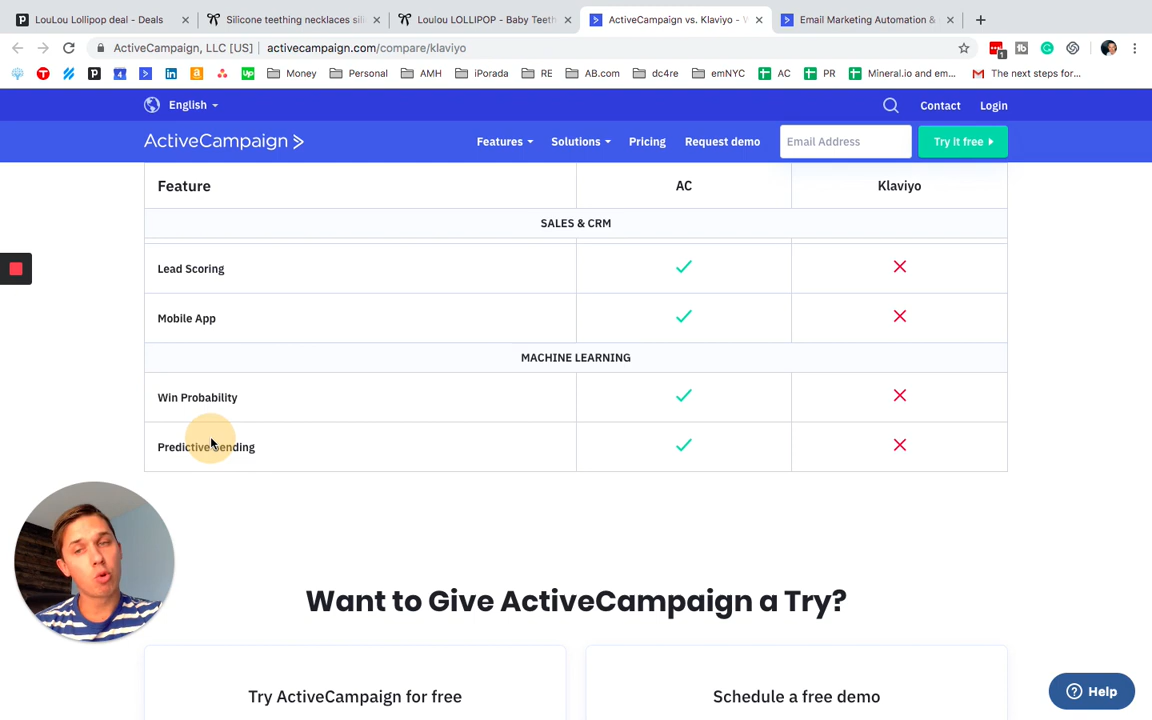 LouLou Lollipop deal - Deals
Silicone teething necklaces sili
Loulou LOLLIPOP - Baby Teeth
ActiveCampaign vs. Klaviyo - V
Email Marketing Automation &
ActiveCampaign, LLC [US] | activecampaign.com/compare/klaviyo
Money Personal AMH iPorada RE AB.com dc4re emNYC AC PR Mineral.io and em... The next steps for...
English
Contact Login
ActiveCampaign >
Features Solutions Pricing Request demo Email Address Try it free
Feature AC Klaviyo
SALES & CRM
Lead Scoring
Mobile App
MACHINE LEARNING
Win Probability
Predictive Sending
Want to Give ActiveCampaign a Try?
Try ActiveCampaign for free
Schedule a free demo
Help